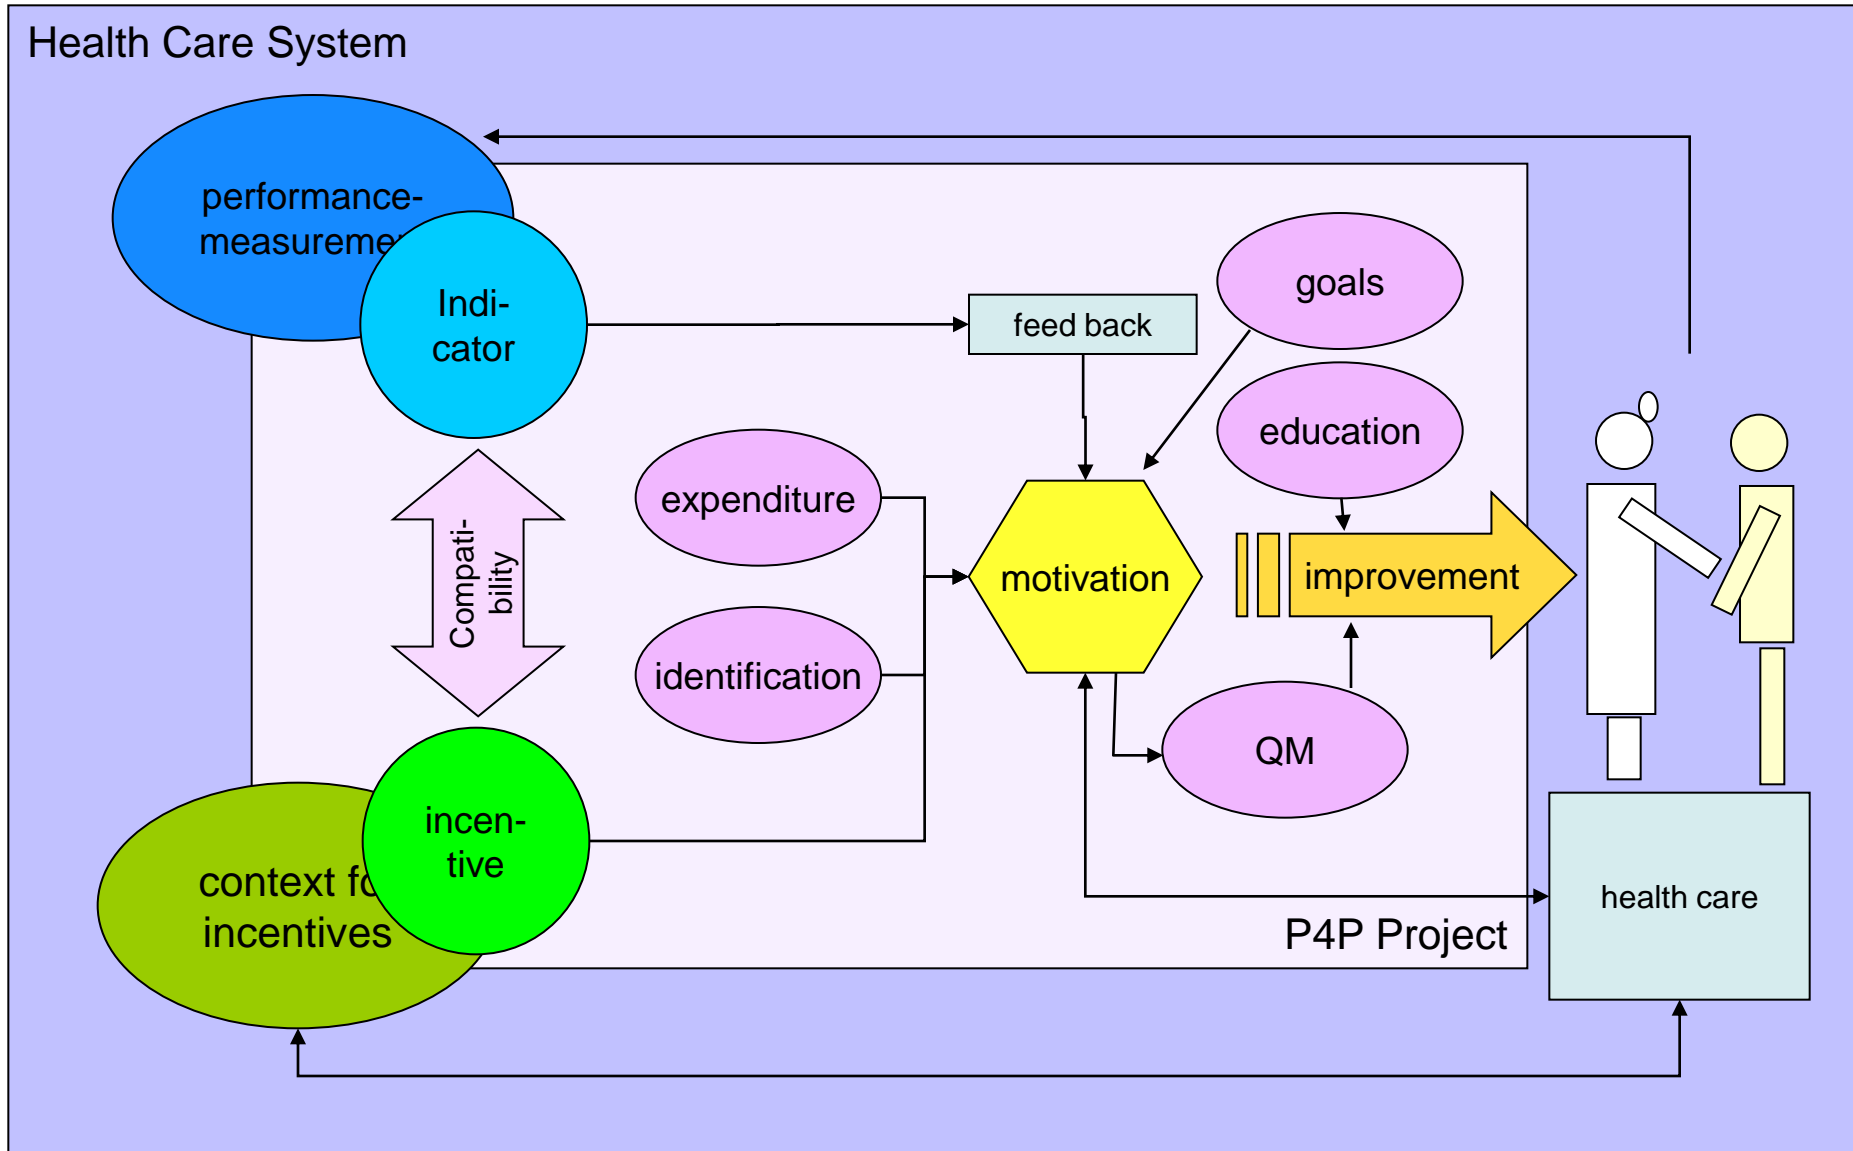 Health Care System
performance-
measuremen
Indi-
cator
feed back
goals
education
expenditure
Compati-
bility
motivation
improvement
identification
QM
incen-
tive
context fo
incentives
health care
P4P Project